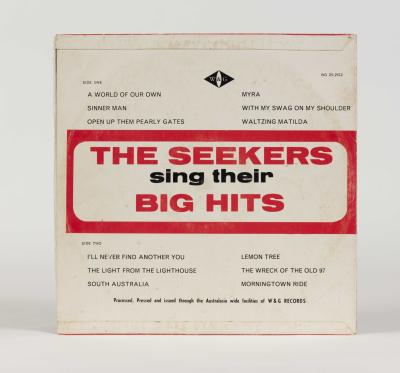 SIDE ONE
W & G
WG 25-2512
A WORLD OF OUR OWN
SINNER MAN
OPEN UP THEM PEARLY GATES
MYRA
WITH MY SWAG ON MY SHOULDER
WALTZING MATILDA
THE SEEKERS
sing their
BIG HITS
SIDE TWO
I'LL NEVER FIND ANOTHER YOU
THE LIGHT FROM THE LIGHTHOUSE
SOUTH AUSTRALIA
LEMON TREE
THE WRECK OF THE OLD 97
MORNINGTOWN RIDE
Processed, Pressed and issued through the Australasia wide facilities of W&G RECORDS